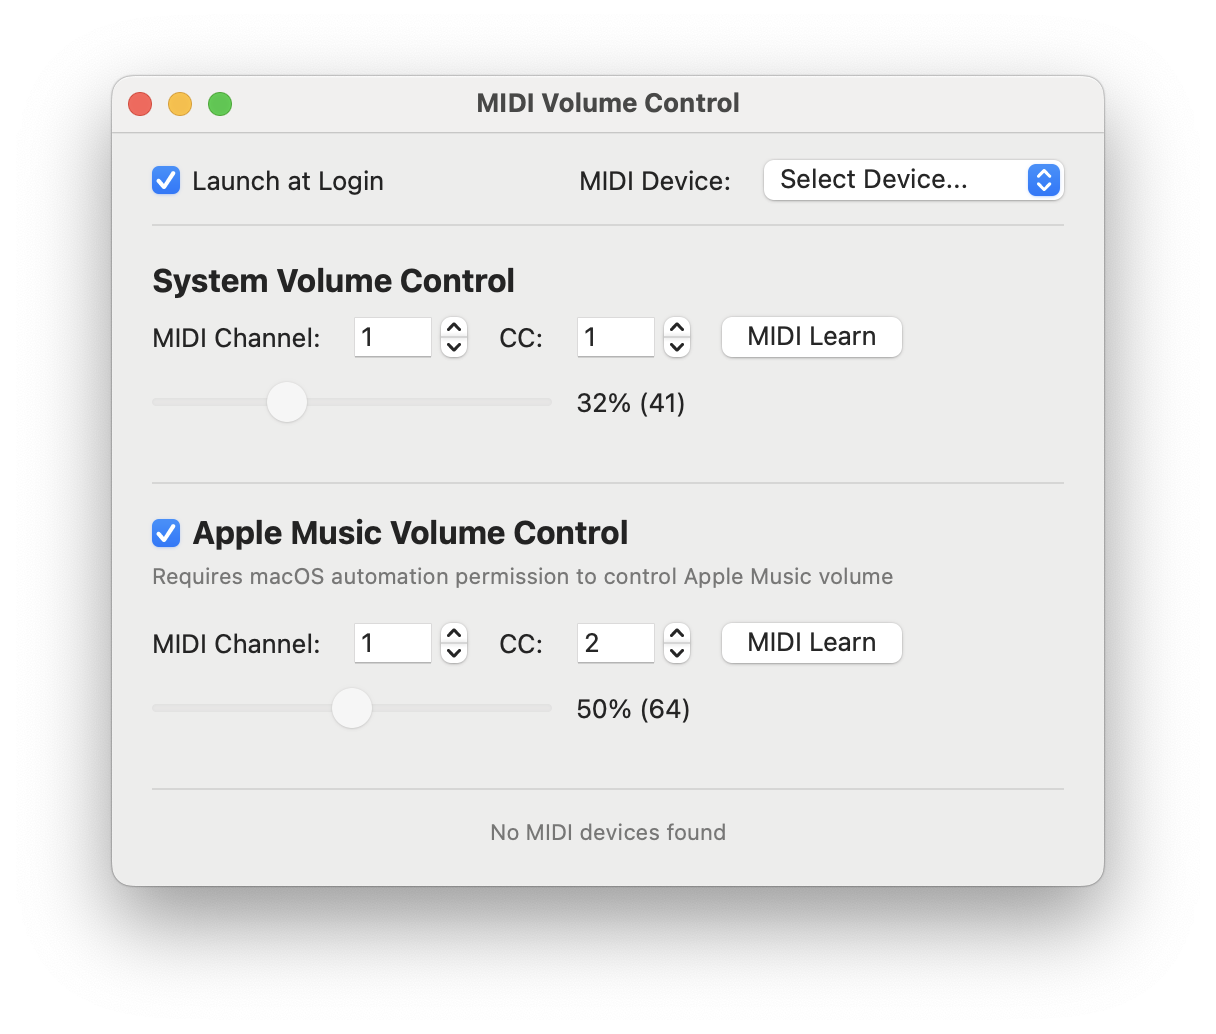 MIDI Volume Control
Launch at Login MIDI Device: Select Device...
System Volume Control
MIDI Channel: 1 CC: 1 MIDI Learn
32% (41)
Apple Music Volume Control
Requires macOS automation permission to control Apple Music volume
MIDI Channel: 1 CC: 2 MIDI Learn
50% (64)
No MIDI devices found